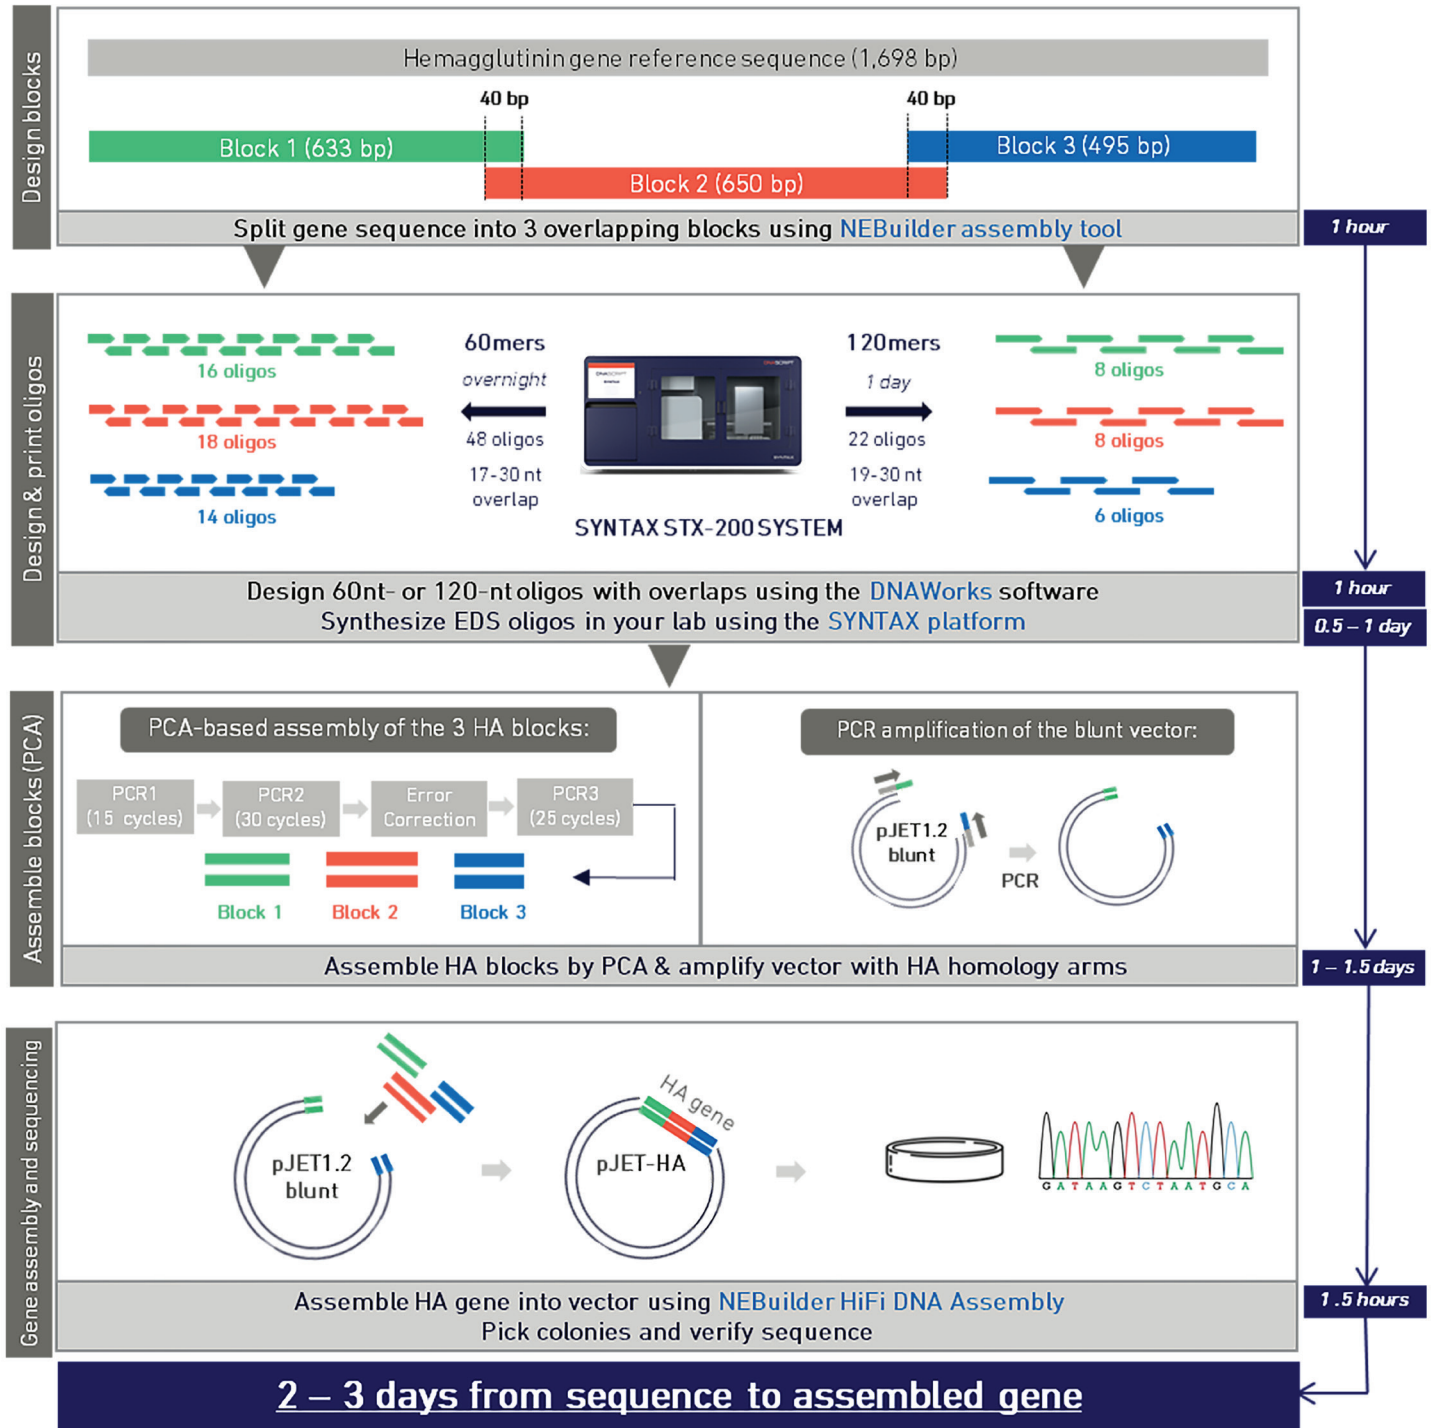 Design blocks
Hemagglutinin gene reference sequence (1,698 bp)
40 bp
40 bp
Block 1 (633 bp)
Block 3 (495 bp)
Block 2 (650 bp)
Split gene sequence into 3 overlapping blocks using NEBuilder assembly tool
1 hour
Design & print oligos
16 oligos
18 oligos
14 oligos
60mers
overnight
48 oligos
17-30 nt
overlap
DNASCRIPT
SYNTAX
SYNTAX STX-200 SYSTEM
120mers
1 day
22 oligos
19-30 nt
overlap
8 oligos
8 oligos
6 oligos
Design 60nt- or 120-nt oligos with overlaps using the DNAWorks software
Synthesize EDS oligos in your lab using the SYNTAX platform
1 hour
0.5 – 1 day
Assemble blocks (PCA)
PCA-based assembly of the 3 HA blocks:
PCR1
(15 cycles)
PCR2
(30 cycles)
Error
Correction
PCR3
(25 cycles)
Block 1
Block 2
Block 3
PCR amplification of the blunt vector:
pJET1.2
blunt
PCR
Assemble HA blocks by PCA & amplify vector with HA homology arms
1 – 1.5 days
Gene assembly and sequencing
pJET1.2
blunt
HA gene
pJET-HA
G A T A A G T C T A A T G C A
Assemble HA gene into vector using NEBuilder HiFi DNA Assembly
Pick colonies and verify sequence
1.5 hours
2 – 3 days from sequence to assembled gene